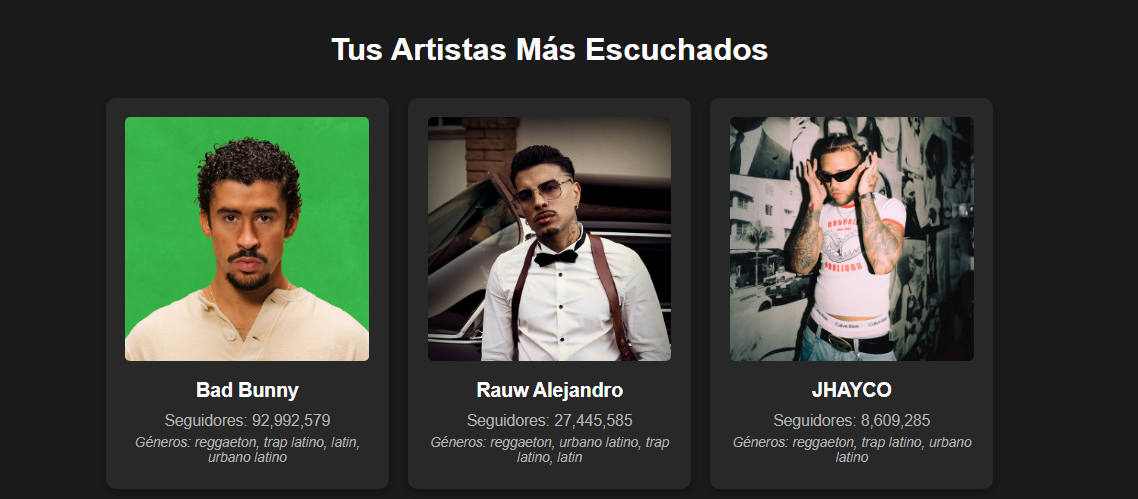 Tus Artistas Más Escuchados
Bad Bunny
Seguidores: 92,992,579
Géneros: reggaeton, trap latino, latin,
urbano latino
Rauw Alejandro
Seguidores: 27,445,585
Géneros: reggaeton, urbano latino, trap
latino, latin
JHAYCO
Seguidores: 8,609,285
Géneros: reggaeton, trap latino, urbano
latino